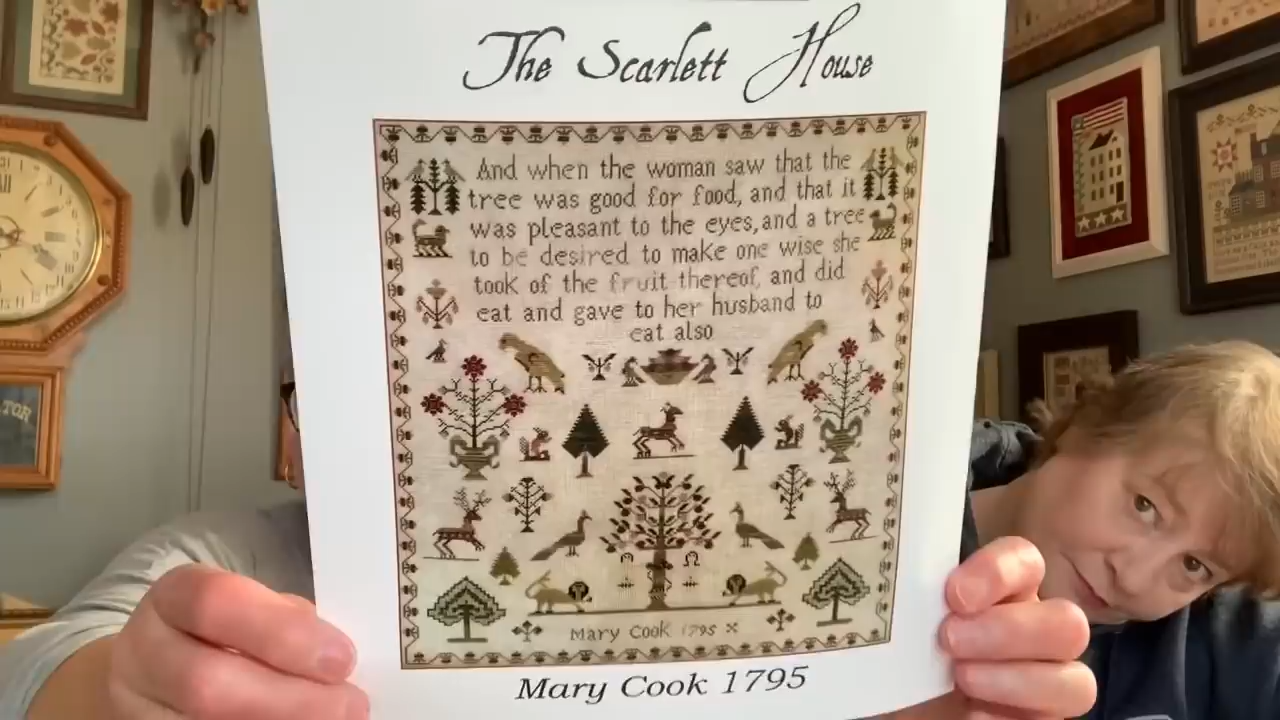 The Scarlett House
And when the woman saw that the
tree was good for food, and that it
was pleasant to the eyes, and a tree
to be desired to make one wise she
took of the fruit thereof, and did
eat and gave to her husband to
eat also
Mary Cook 1795 x
Mary Cook 1795
TOR